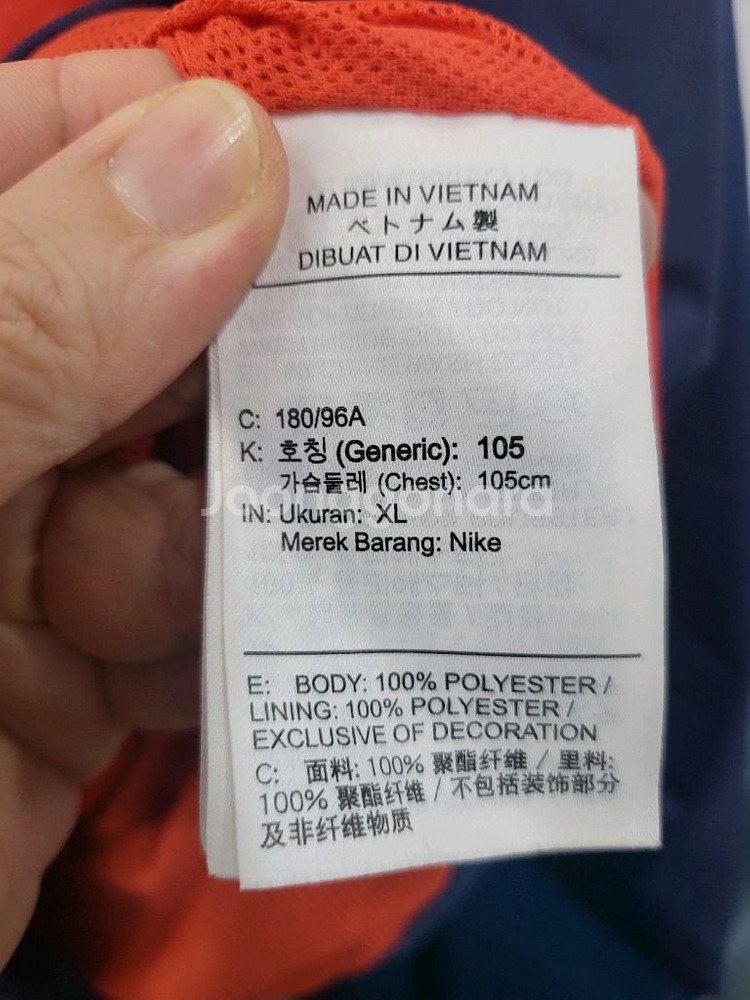 MADE IN VIETNAM
ベトナム製
DIBUAT DI VIETNAM
C: 180/96A
K: 호칭 (Generic): 105
가슴둘레 (Chest): 105cm
IN: Ukuran: XL
Merek Barang: Nike
Joonggonara
E: BODY: 100% POLYESTER /
LINING: 100% POLYESTER /
EXCLUSIVE OF DECORATION
C: 面料: 100% 聚酯纤维 / 里料:
100% 聚酯纤维 / 不包括装饰部分
及非纤维物质